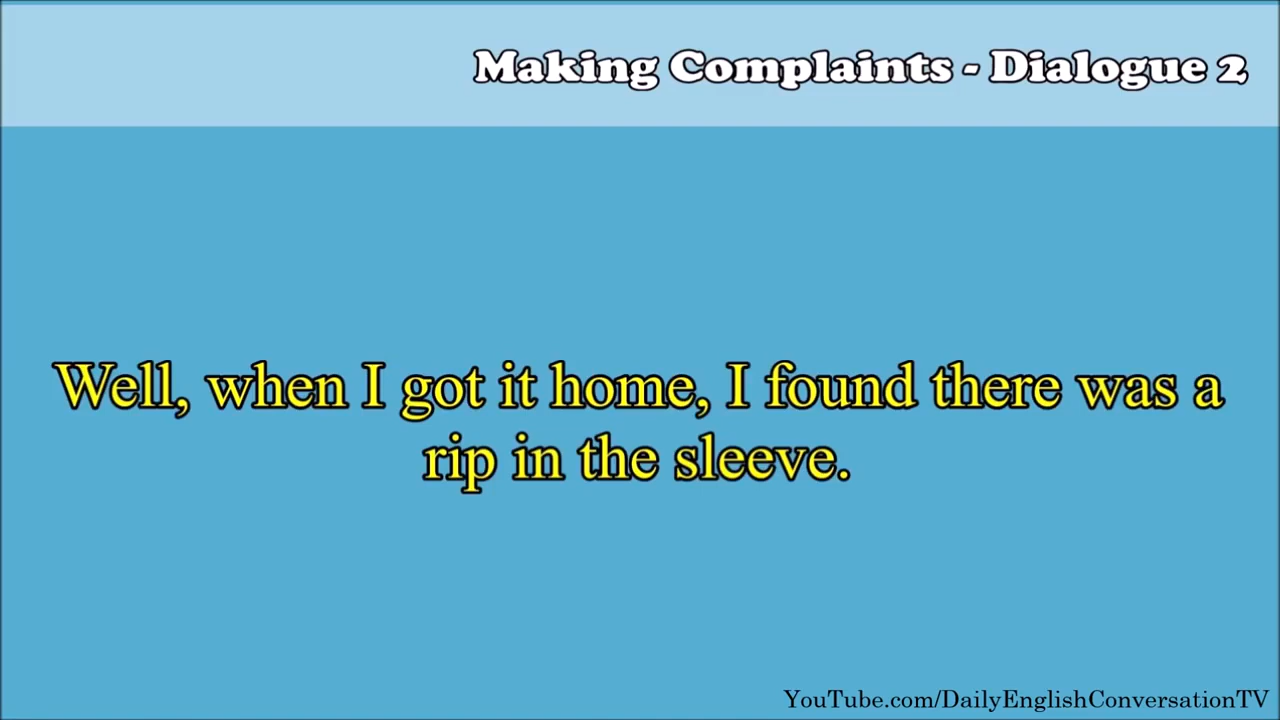 Making Complaints - Dialogue 2
Well, when I got it home, I found there was a
rip in the sleeve.
YouTube.com/DailyEnglishConversationTV